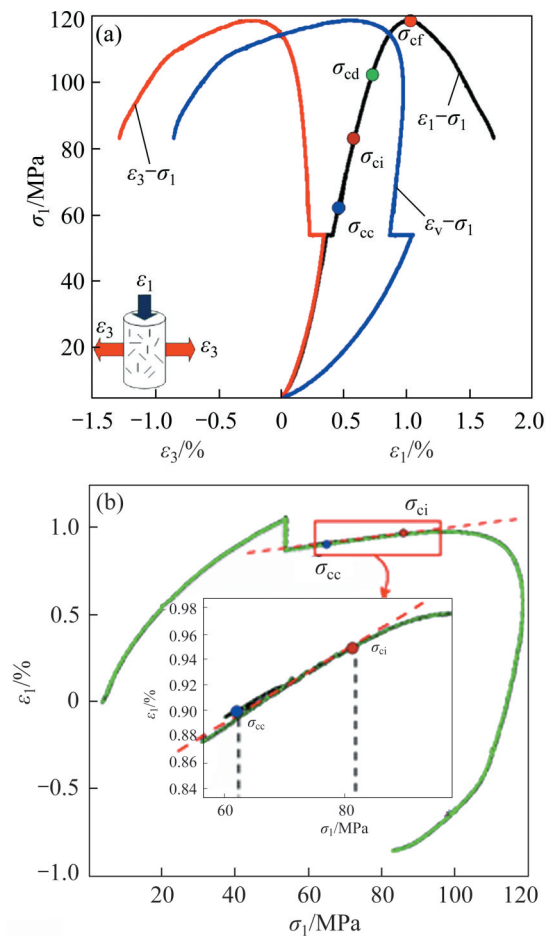 (a)
120
100
80
60
40
20
σ1/MPa
σcf
σcd
σci
σcc
ε1−σ1
ε3−σ1
εv−σ1
ε1
ε3
ε3
−1.5 −1.0 −0.5 0 0.5 1.0 1.5 2.0
ε3/% ε1/%
(b)
1.0
0.5
0
−0.5
−1.0
ε1/%
σci
σcc
0.98
0.96
0.94
0.92
0.90
0.88
0.86
0.84
ε1/%
σci
σcc
60 80
σ1/MPa
20 40 60 80 100 120
σ1/MPa